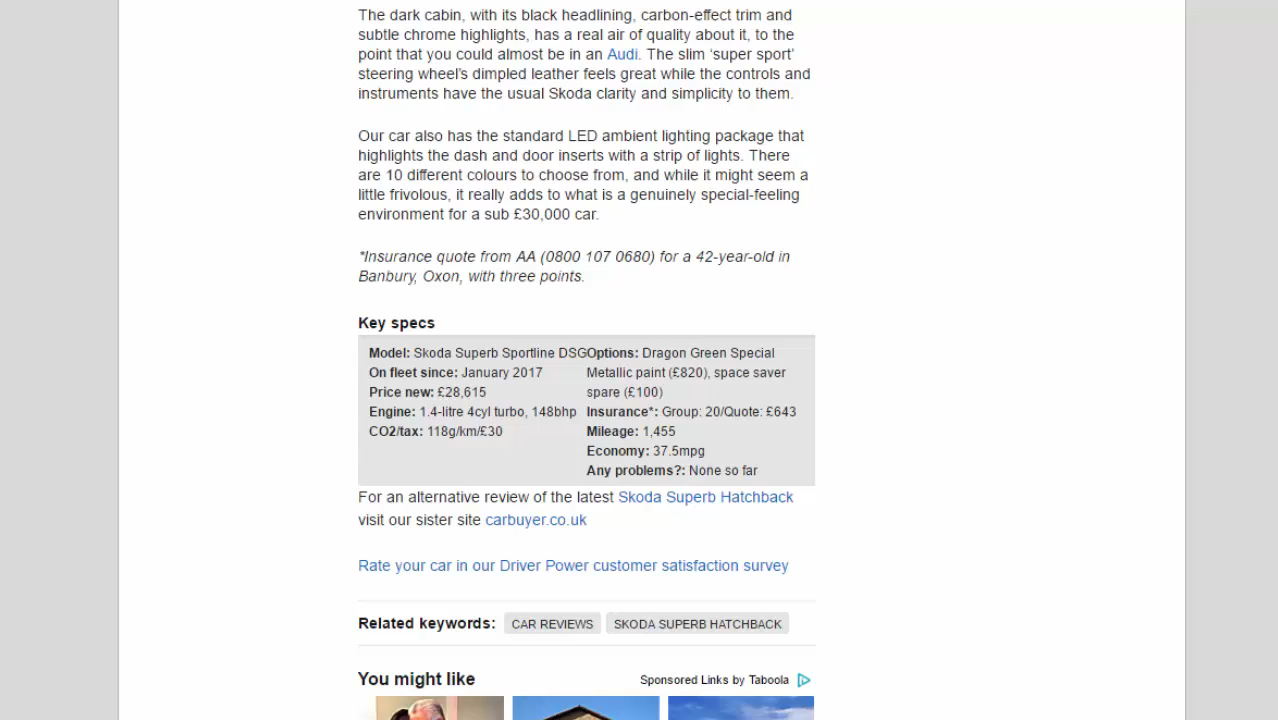 The dark cabin, with its black headlining, carbon-effect trim and
subtle chrome highlights, has a real air of quality about it, to the
point that you could almost be in an Audi. The slim ‘super sport’
steering wheel’s dimpled leather feels great while the controls and
instruments have the usual Skoda clarity and simplicity to them.
Our car also has the standard LED ambient lighting package that
highlights the dash and door inserts with a strip of lights. There
are 10 different colours to choose from, and while it might seem a
little frivolous, it really adds to what is a genuinely special-feeling
environment for a sub £30,000 car.
*Insurance quote from AA (0800 107 0680) for a 42-year-old in
Banbury, Oxon, with three points.
Key specs
Model: Skoda Superb Sportline DSG
On fleet since: January 2017
Price new: £28,615
Engine: 1.4-litre 4cyl turbo, 148bhp
CO2/tax: 118g/km/£30
Options: Dragon Green Special
Metallic paint (£820), space saver
spare (£100)
Insurance*: Group: 20/Quote: £643
Mileage: 1,455
Economy: 37.5mpg
Any problems?: None so far
For an alternative review of the latest Skoda Superb Hatchback
visit our sister site carbuyer.co.uk
Rate your car in our Driver Power customer satisfaction survey
Related keywords: CAR REVIEWS SKODA SUPERB HATCHBACK
You might like Sponsored Links by Taboola